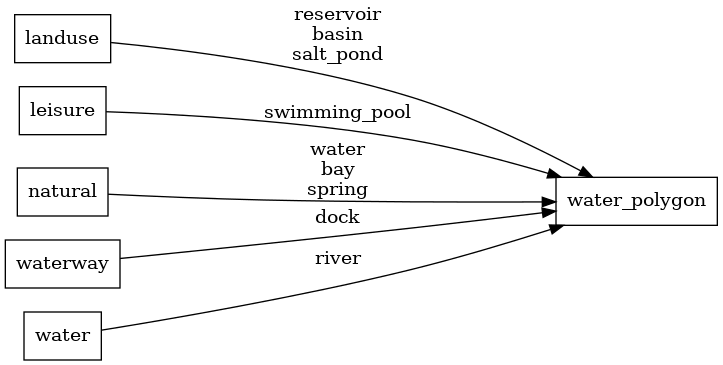 landuse
reservoir
basin
salt_pond
leisure
swimming_pool
natural
water
bay
spring
water_polygon
waterway
dock
water
river